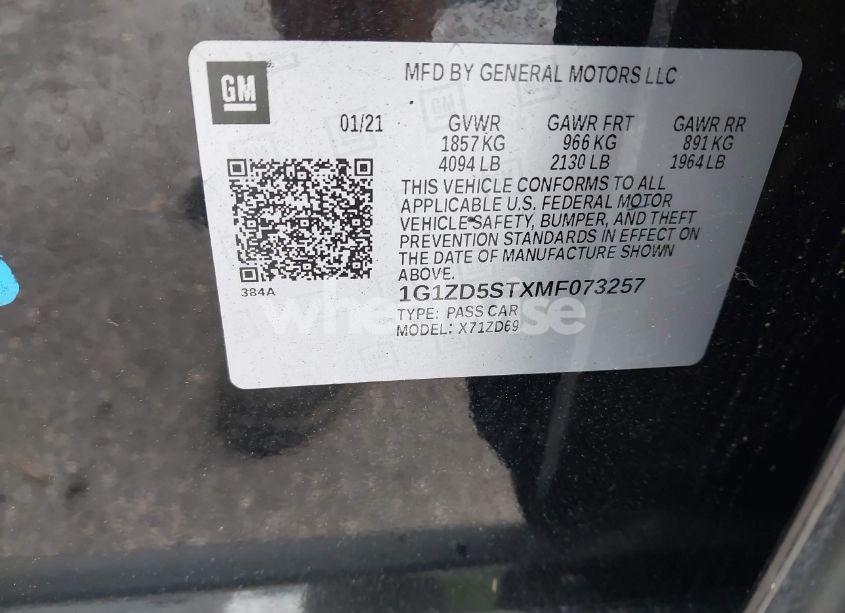 GM
MFD BY GENERAL MOTORS LLC
01/21 GVWR GAWR FRT GAWR RR
1857 KG 966 KG 891 KG
4094 LB 2130 LB 1964 LB
THIS VEHICLE CONFORMS TO ALL
APPLICABLE U.S. FEDERAL MOTOR
VEHICLE SAFETY, BUMPER, AND THEFT
PREVENTION STANDARDS IN EFFECT ON
THE DATE OF MANUFACTURE SHOWN
ABOVE.
384A
1G1ZD5STXMF073257
TYPE: PASS CAR
MODEL: X71ZD69